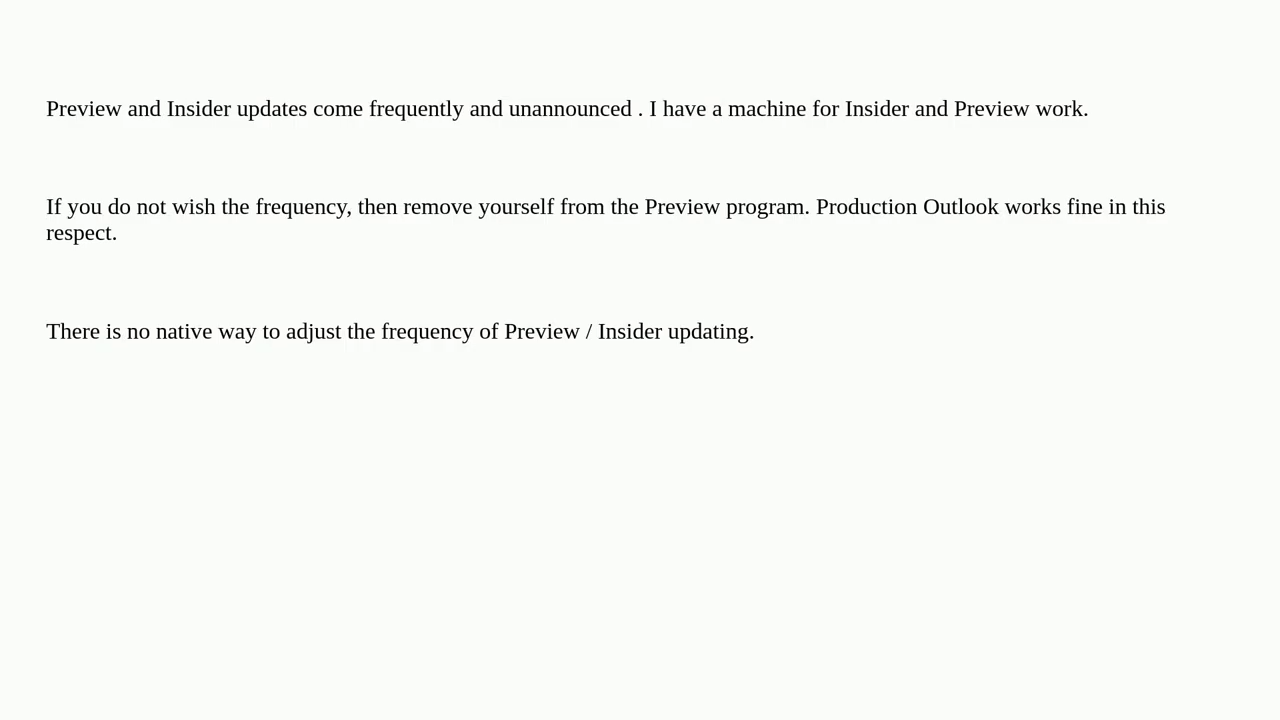 Preview and Insider updates come frequently and unannounced . I have a machine for Insider and Preview work.
If you do not wish the frequency, then remove yourself from the Preview program. Production Outlook works fine in this
respect.
There is no native way to adjust the frequency of Preview / Insider updating.